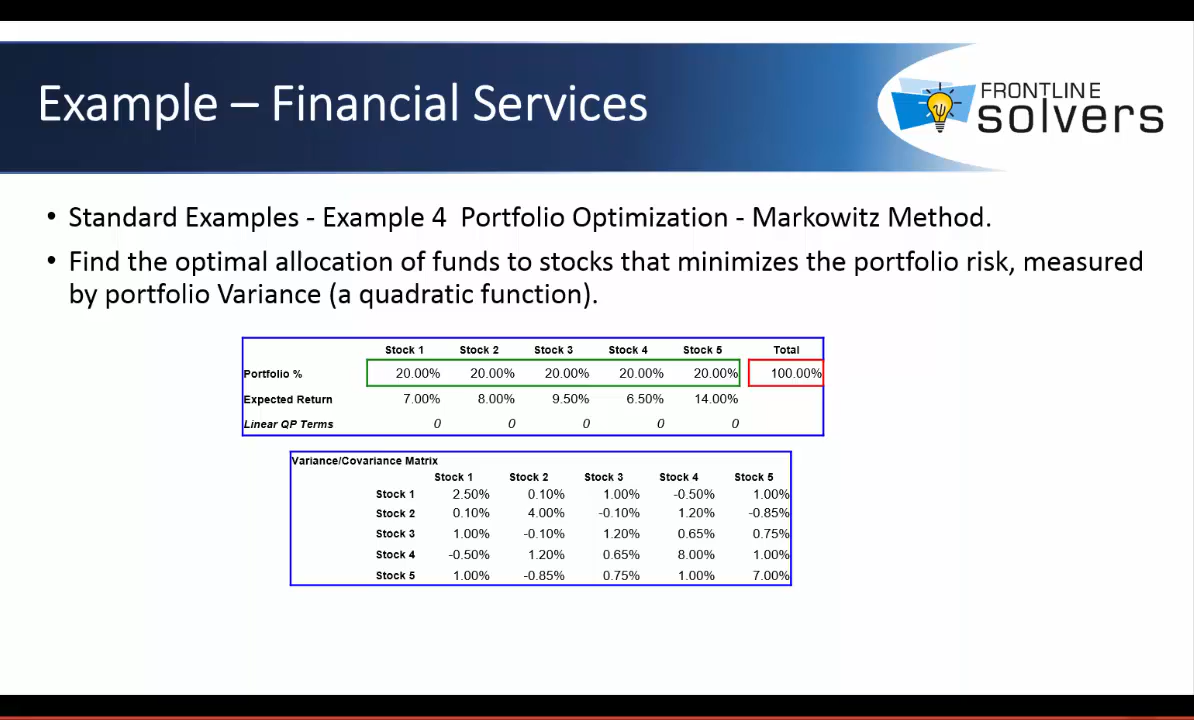 Example – Financial Services
FRONTLINE
solvers
• Standard Examples - Example 4 Portfolio Optimization - Markowitz Method.
• Find the optimal allocation of funds to stocks that minimizes the portfolio risk, measured
by portfolio Variance (a quadratic function).
Stock 1 Stock 2 Stock 3 Stock 4 Stock 5 Total
Portfolio % 20.00% 20.00% 20.00% 20.00% 20.00% 100.00%
Expected Return 7.00% 8.00% 9.50% 6.50% 14.00%
Linear QP Terms 0 0 0 0 0
Variance/Covariance Matrix
Stock 1 Stock 2 Stock 3 Stock 4 Stock 5
Stock 1 2.50% 0.10% 1.00% -0.50% 1.00%
Stock 2 0.10% 4.00% -0.10% 1.20% -0.85%
Stock 3 1.00% -0.10% 1.20% 0.65% 0.75%
Stock 4 -0.50% 1.20% 0.65% 8.00% 1.00%
Stock 5 1.00% -0.85% 0.75% 1.00% 7.00%